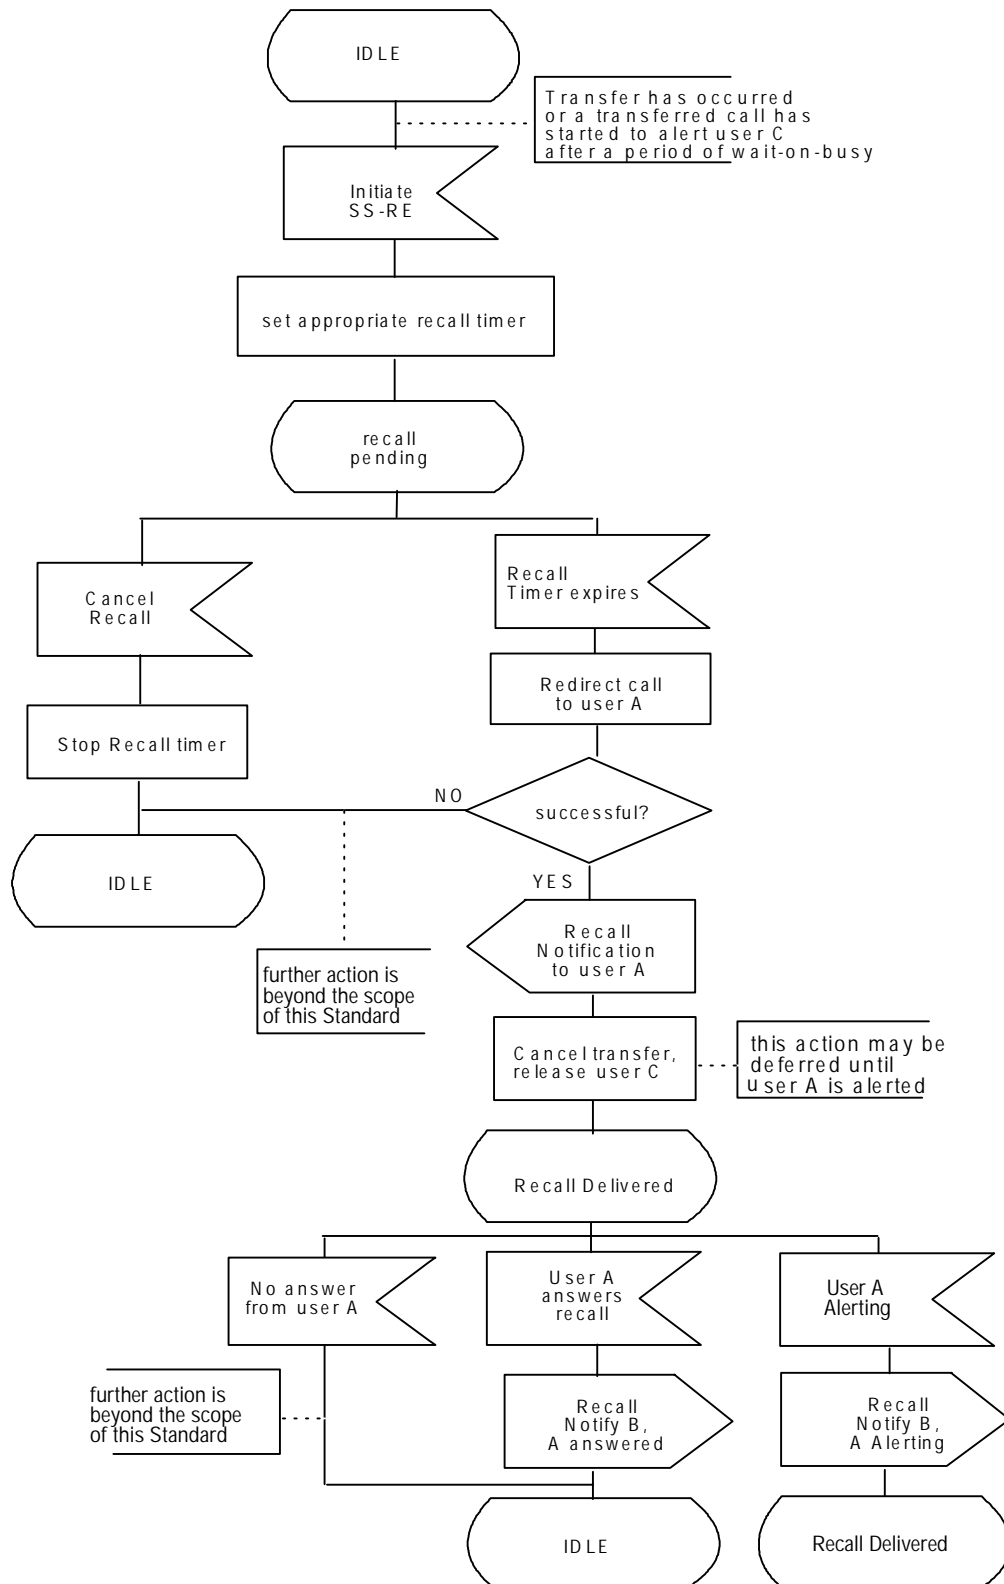 IDLE
Transfer has occurred
or a transferred call has
started to alert user C
after a period of wait-on-busy
Initiate
SS-RE
set appropriate recall timer
recall
pending
Cancel
Recall
Recall
Timer expires
Redirect call
to user A
Stop Recall timer
NO
successful?
IDLE
YES
Recall
Notification
to user A
further action is
beyond the scope
of this Standard
Cancel transfer,
release user C
this action may be
deferred until
user A is alerted
Recall Delivered
No answer
from user A
User A
answers
recall
User A
Alerting
further action is
beyond the scope
of this Standard
Recall
Notify B,
A answered
Recall
Notify B,
A Alerting
IDLE
Recall Delivered